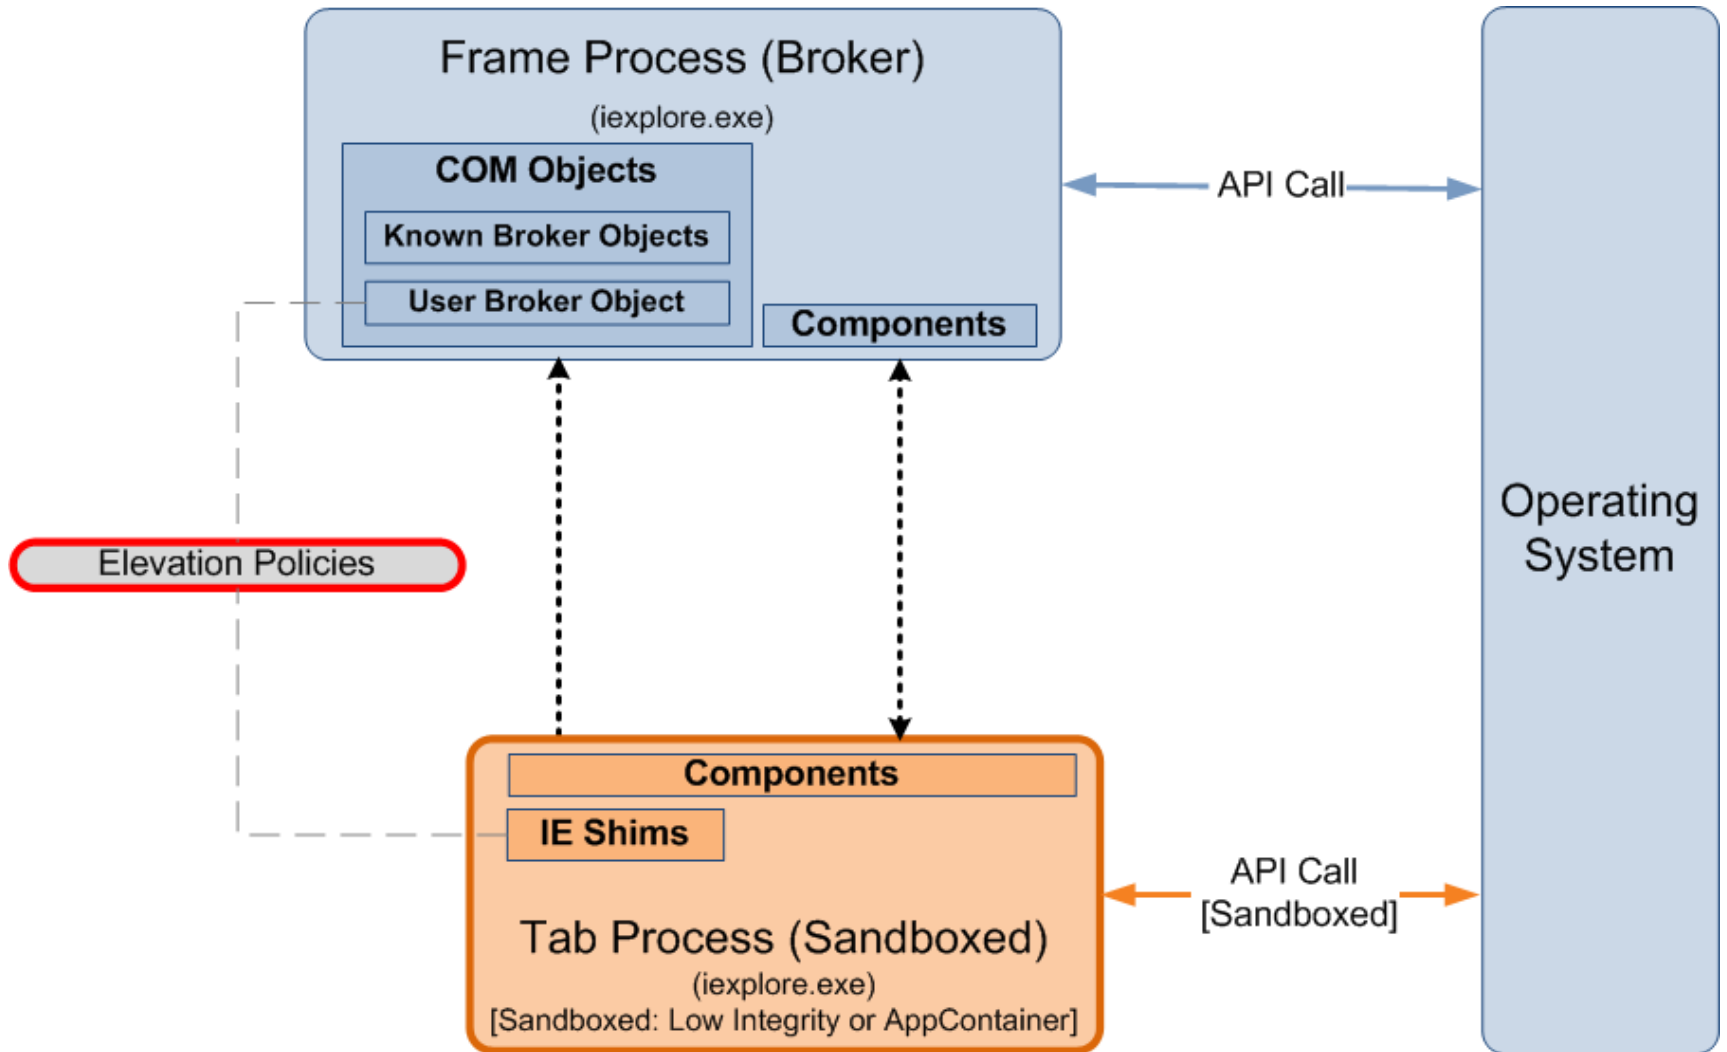 Frame Process (Broker)
(iexplore.exe)
COM Objects
Known Broker Objects
User Broker Object
Components
API Call
Operating
System
Elevation Policies
Components
IE Shims
Tab Process (Sandboxed)
(iexplore.exe)
[Sandboxed: Low Integrity or AppContainer]
API Call
[Sandboxed]